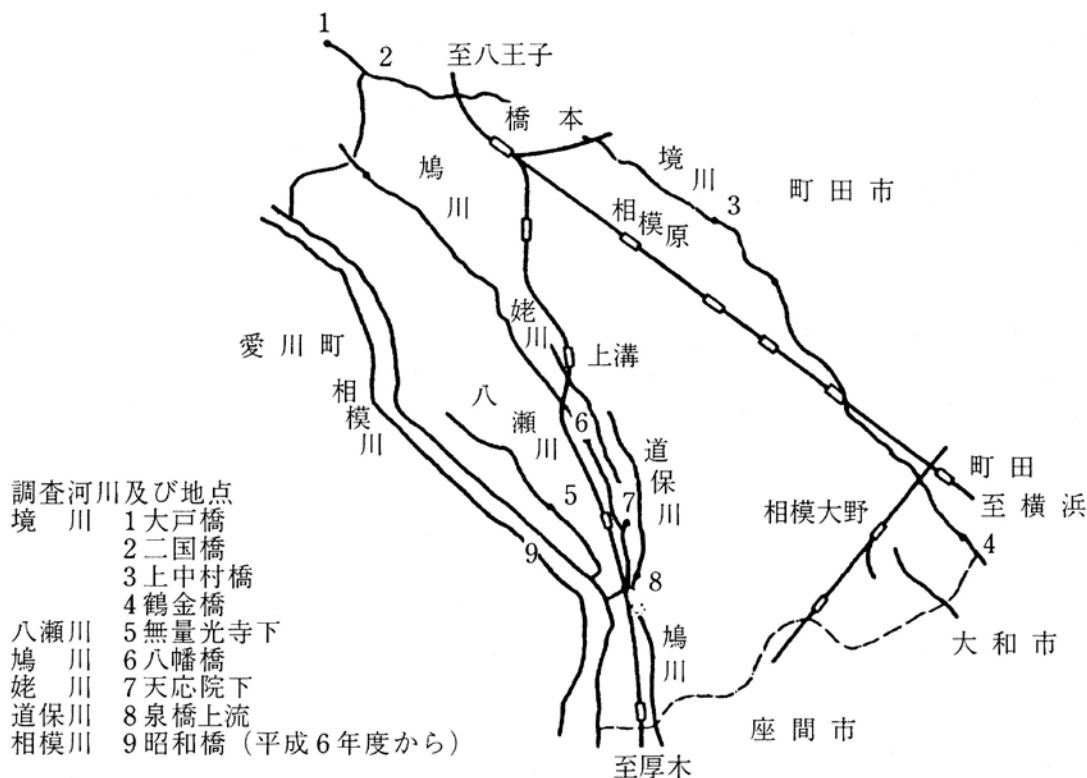 1
2
至八王子
橋本
鳩川
境川
3
町田市
相模原
姥川
上溝
愛川町
相模川
八瀬川
6
道保川
5
7
町田
至横浜
相模大野
4
9
8
鳩川
大和市
座間市
至厚木
調査河川及び地点
境川 1大戸橋
2二国橋
3上中村橋
4鶴金橋
八瀬川 5無量光寺下
鳩川 6八幡橋
姥川 7天応院下
道保川 8泉橋上流
相模川 9昭和橋(平成6年度から)